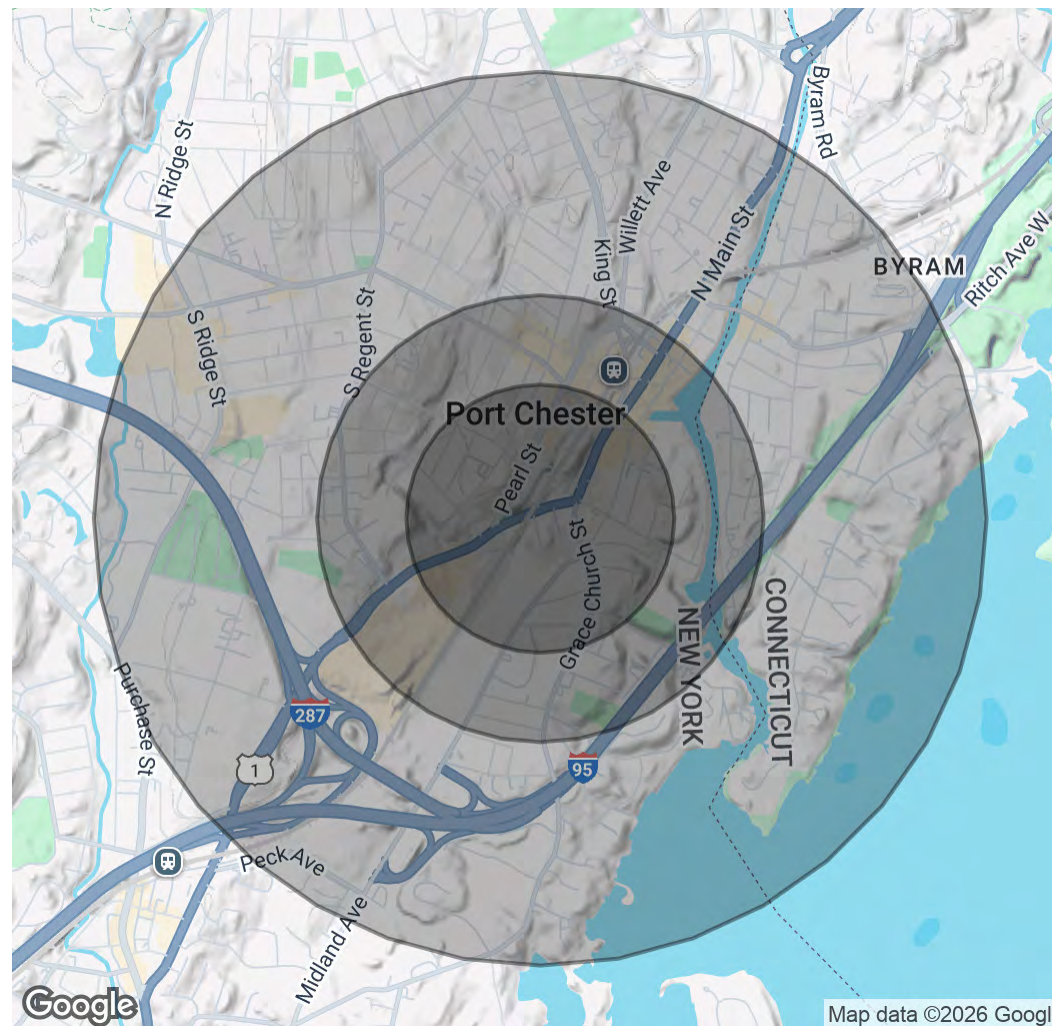 Byram Rd
N Ridge St
Willett Ave
N Main St
King St
BYRAM
Ritch Ave W
S Ridge St
S Regent St
Port Chester
Pearl St
Grace Church St
NEW YORK
CONNECTICUT
Purchase St
287
1
95
Peck Ave
Midland Ave
Google
Map data ©2026 Googl